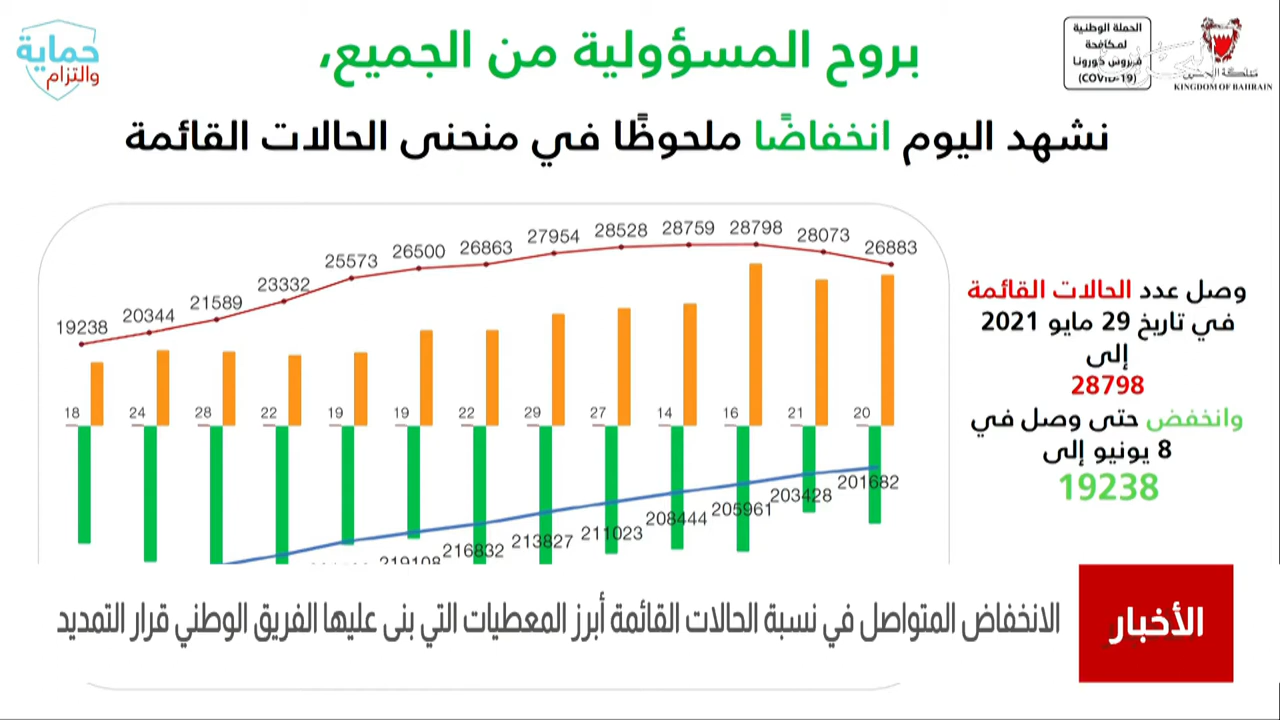 حماية
والتزام
بروح المسؤولية من الجميع،
نشهد اليوم انخفاضًا ملحوظًا في منحنى الحالات القائمة
الحملة الوطنية
لمكافحة
فيروس كورونا
(COVID-19)
مملكة البحرين
KINGDOM OF BAHRAIN
19238 20344 21589 23332 25573 26500 26863 27954 28528 28759 28798 28073 26883
18 24 28 22 19 19 22 29 27 14 16 21 20
219108 216832 213827 211023 208444 205961 203428 201682
وصل عدد الحالات القائمة
في تاريخ 29 مايو 2021
إلى
28798
وانخفض حتى وصل في
8 يونيو إلى
19238
الأخبار
الانخفاض المتواصل في نسبة الحالات القائمة أبرز المعطيات التي بنى عليها الفريق الوطني قرار التمديد